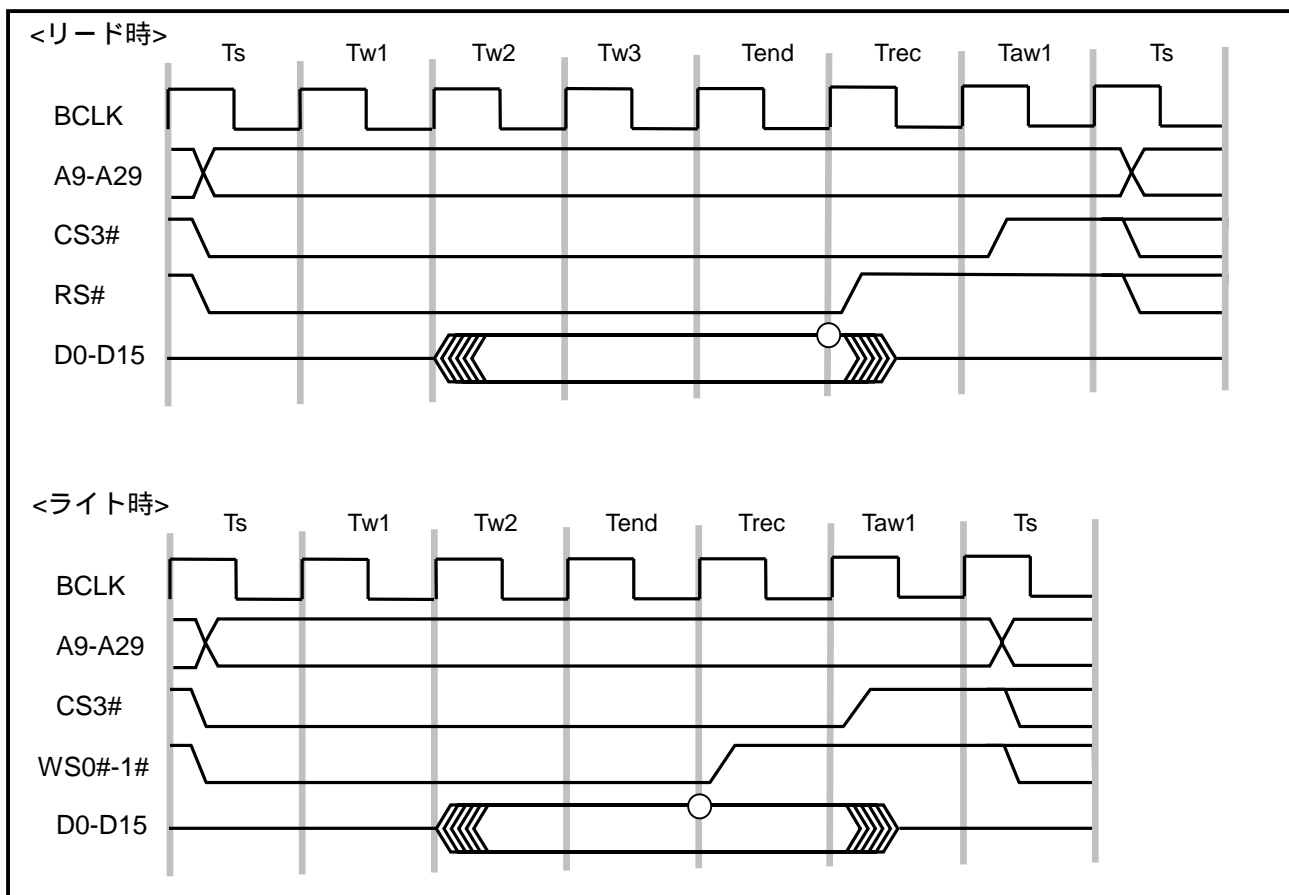 <リード時>
Ts Tw1 Tw2 Tw3 Tend Trec Taw1 Ts
BCLK
A9-A29
CS3#
RS#
D0-D15
<ライト時>
Ts Tw1 Tw2 Tend Trec Taw1 Ts
BCLK
A9-A29
CS3#
WS0#-1#
D0-D15